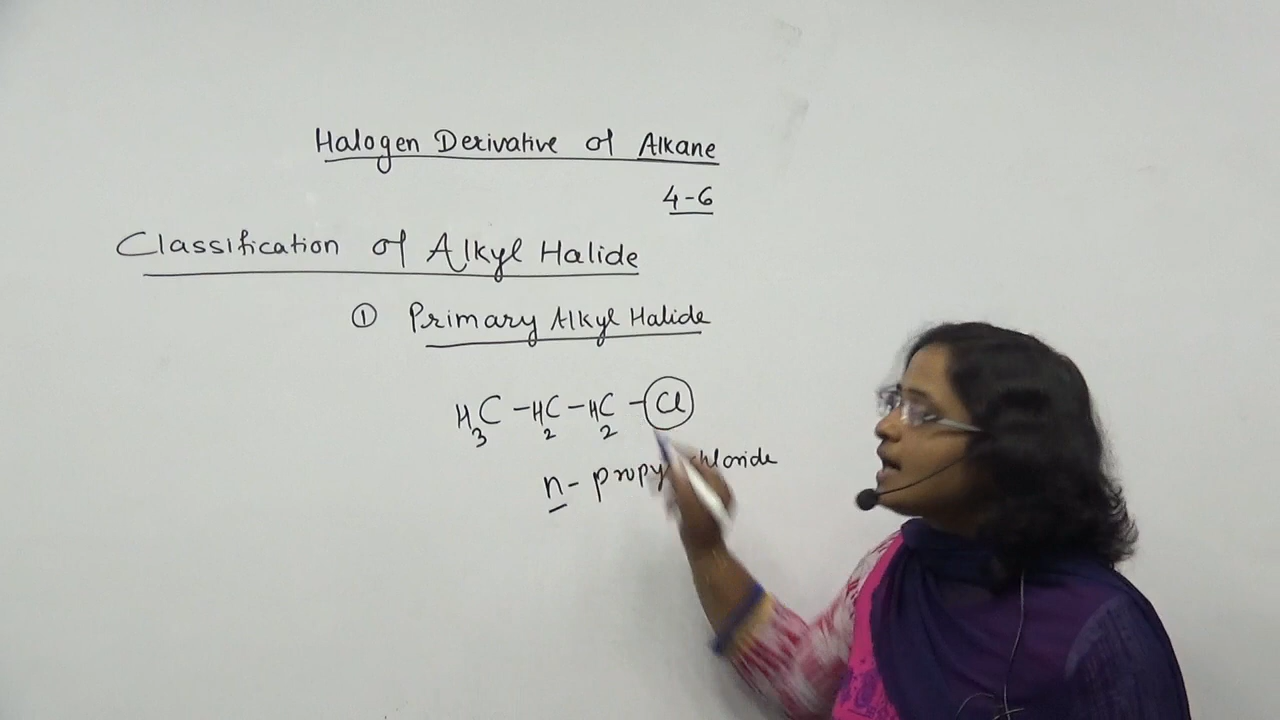 Halogen Derivative of Alkane
4-6
Classification of Alkyl Halide
① Primary Alkyl Halide
H₃C - H₂C - H₂C - Cl
n- propyl chloride